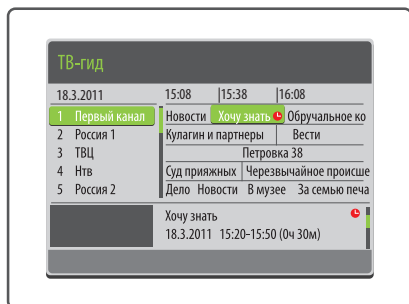 ТВ-гид
18.3.2011 15:08 |15:38 |16:08
1 Первый канал Новости Хочу знать Обручальное ко
2 Россия 1 Кулагин и партнеры Вести
3 ТВЦ Петровка 38
4 Нтв Суд прияжных Черезвычайное происше
5 Россия 2 Дело Новости В музее За семью печа
Хочу знать
18.3.2011 15:20-15:50 (0ч 30м)